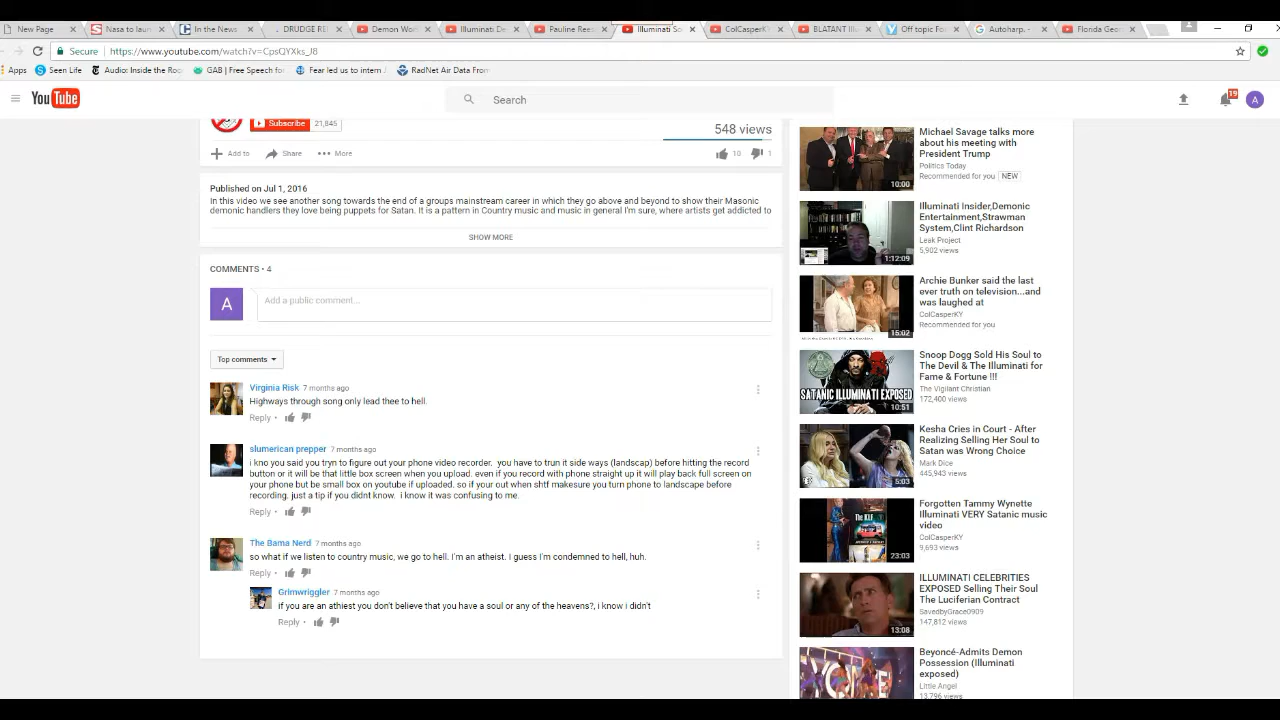 New Page
Nasa to laun
In the News
DRUDGE RE
Demon Wom
Illuminati De
Pauline Rees
Illuminati So
ColCasperKY
BLATANT Illu
Off topic Fo
Autoharp. -
Florida Geor
Secure
https://www.youtube.com/watch?v=CpsQYXks_J8
Apps
Seen Life
Audio: Inside the Roo
GAB | Free Speech for
Fear led us to intern J
RadNet Air Data From
YouTube
Search
19
A
Subscribe
21,845
548 views
Add to
Share
More
10
1
Published on Jul 1, 2016
In this video we see another song towards the end of a groups mainstream career in which they go above and beyond to show their Masonic
demonic handlers they love being puppets for Satan. It is a pattern in Country music and music in general I'm sure, where artists get addicted to
SHOW MORE
COMMENTS • 4
A
Add a public comment...
Top comments
Virginia Risk 7 months ago
Highways through song only lead thee to hell.
Reply •
slumerican prepper 7 months ago
i kno you said you tryn to figure out your phone video recorder. you have to trun it side ways (landscap) before hitting the record
button or it will be that little box screen when you upload. even if you record with phone straight up it will play back full screen on
your phone but be small box on youtube if uploaded. so if your out when shtf makesure you turn phone to landscape before
recording. just a tip if you didnt know. i know it was confusing to me.
Reply •
The Bama Nerd 7 months ago
so what if we listen to country music, we go to hell. I'm an atheist. I guess I'm condemned to hell, huh.
Reply •
Grimwriggler 7 months ago
if you are an athiest you don't believe that you have a soul or any of the heavens?, i know i didn't
Reply •
10:00
Michael Savage talks more
about his meeting with
President Trump
Politics Today
Recommended for you NEW
1:12:09
Illuminati Insider,Demonic
Entertainment,Strawman
System,Clint Richardson
Leak Project
5,902 views
15:02
Archie Bunker said the last
ever truth on television...and
was laughed at
ColCasperKY
Recommended for you
SATANIC ILLUMINATI EXPOSED
10:51
Snoop Dogg Sold His Soul to
The Devil & The Illuminati for
Fame & Fortune !!!
The Vigilant Christian
172,400 views
5:03
Kesha Cries in Court - After
Realizing Selling Her Soul to
Satan was Wrong Choice
Mark Dice
445,943 views
The KLF
23:03
Forgotten Tammy Wynette
Illuminati VERY Satanic music
video
ColCasperKY
9,693 views
13:08
ILLUMINATI CELEBRITIES
EXPOSED Selling Their Soul
The Luciferian Contract
SavedbyGrace0909
147,812 views
Beyoncé-Admits Demon
Possession (Illuminati
exposed)
Little Angel
13,796 views